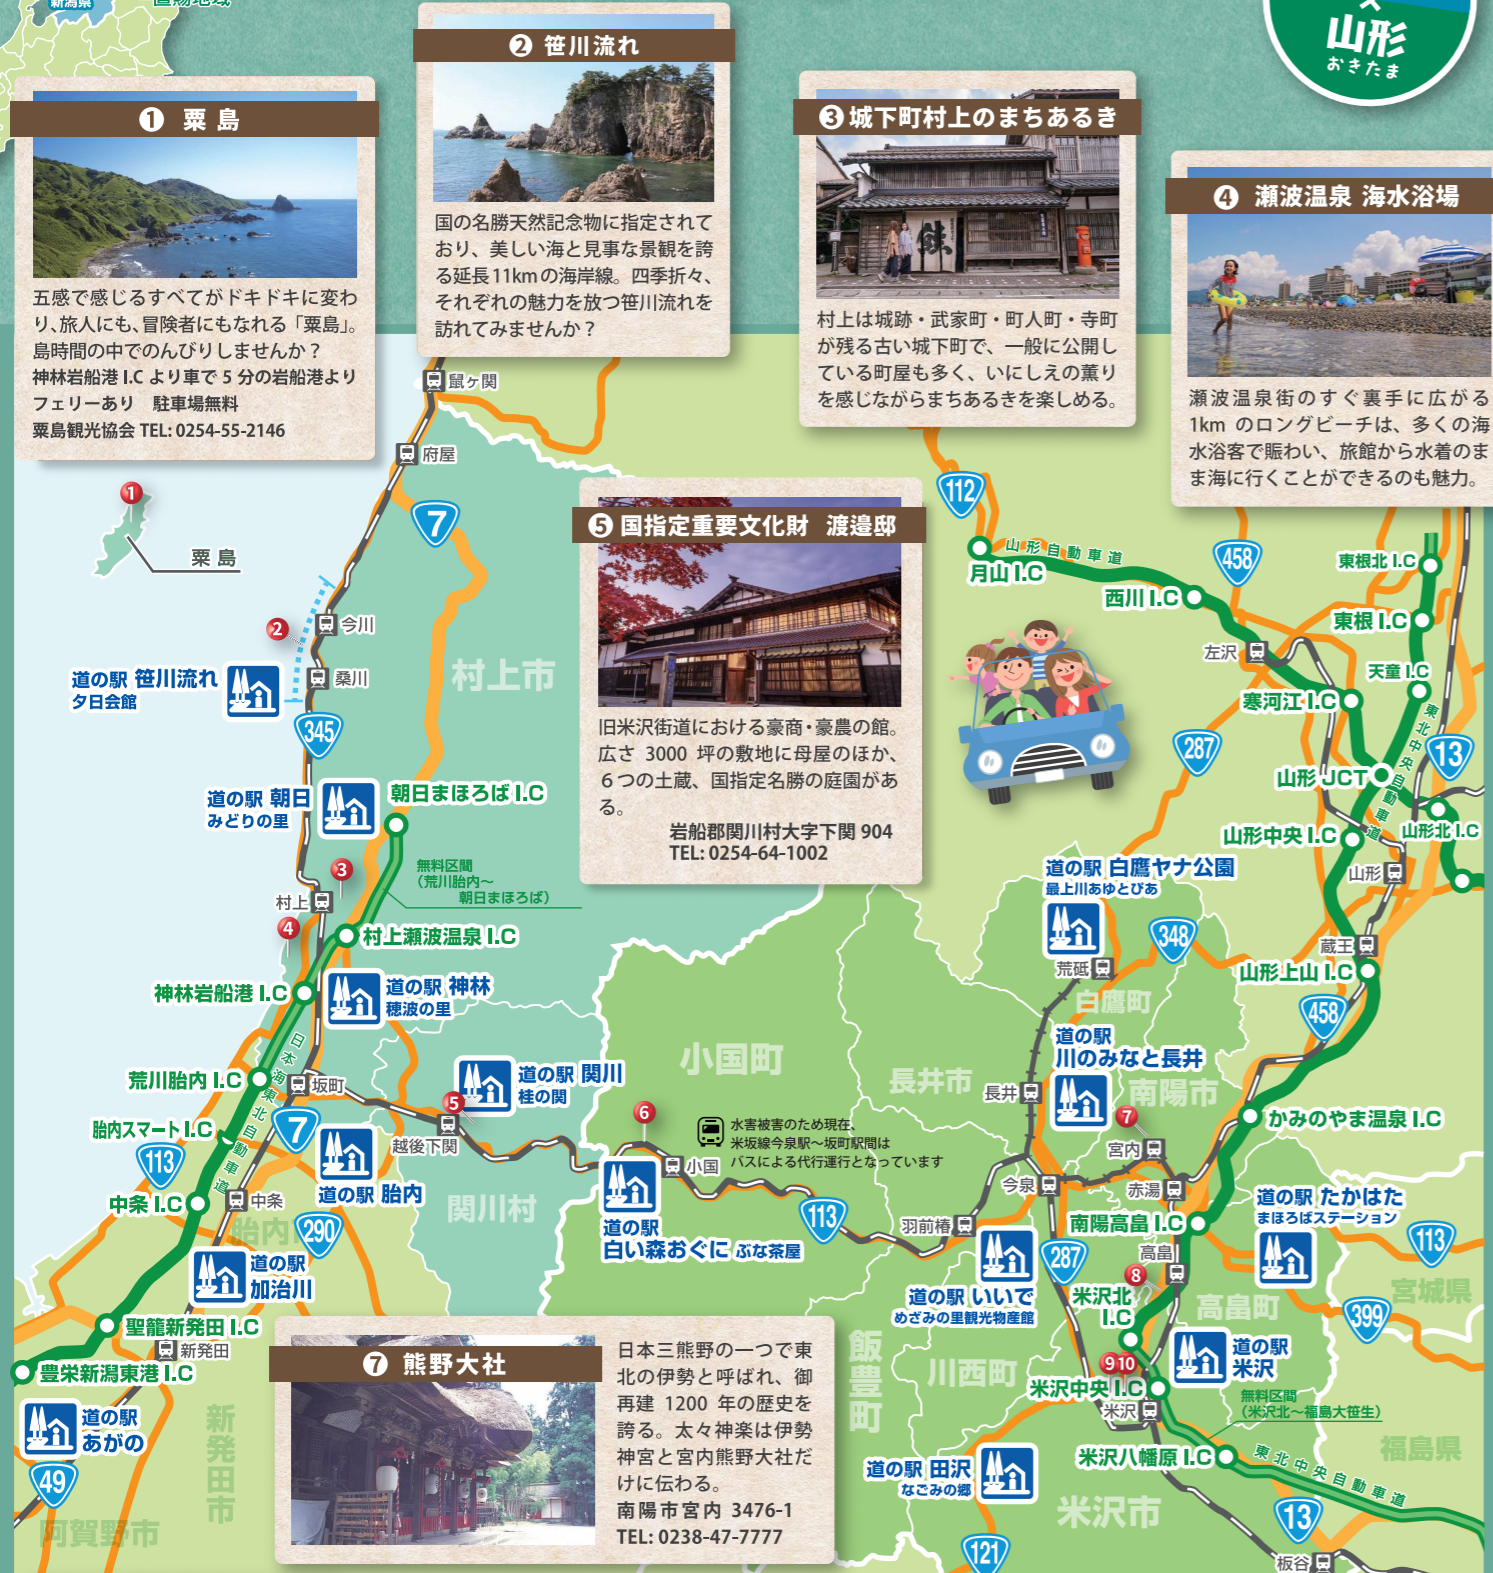 新潟県
置賜地域
×
山形
おきたま
❶ 粟島
五感で感じるすべてがドキドキに変わ
り、旅人にも、冒険者にもなれる「粟島」。
島時間の中でのんびりしませんか？
神林岩船港 I.C より車で 5 分の岩船港より
フェリーあり　駐車場無料
粟島観光協会 TEL: 0254-55-2146
❷ 笹川流れ
国の名勝天然記念物に指定されて
おり、美しい海と見事な景観を誇
る延長11kmの海岸線。四季折々、
それぞれの魅力を放つ笹川流れを
訪れてみませんか？
❸城下町村上のまちあるき
村上は城跡・武家町・町人町・寺町
が残る古い城下町で、一般に公開し
ている町屋も多く、いにしえの薫り
を感じながらまちあるきを楽しめる。
❹ 瀬波温泉 海水浴場
瀬波温泉街のすぐ裏手に広がる
1km のロングビーチは、多くの海
水浴客で賑わい、旅館から水着のま
ま海に行くことができるのも魅力。
❺国指定重要文化財 渡邉邸
旧米沢街道における豪商・豪農の館。
広さ 3000 坪の敷地に母屋のほか、
６つの土蔵、国指定名勝の庭園があ
る。
岩船郡関川村大字下関 904
TEL: 0254-64-1002
鼠ヶ関
府屋
7
1
粟島
2
今川
桑川
道の駅 笹川流れ
夕日会館
345
村上市
道の駅 朝日
みどりの里
朝日まほろば I.C
無料区間
（荒川胎内～
朝日まほろば）
3
村上
4
村上瀬波温泉 I.C
神林岩船港 I.C
道の駅 神林
穂波の里
日本海東北自動車道
荒川胎内 I.C
坂町
胎内スマート I.C
7
113
道の駅 胎内
中条 I.C
中条
胎内
290
道の駅
加治川
聖籠新発田 I.C
新発田
豊栄新潟東港 I.C
道の駅
あがの
49
新発田市
阿賀野市
道の駅 関川
桂の関
5
越後下関
関川村
112
月山 I.C
山形自動車道
西川 I.C
458
東根北 I.C
東根 I.C
天童 I.C
左沢
寒河江 I.C
東北中央自動車道
287
13
山形 JCT
山形中央 I.C
山形北 I.C
山形
道の駅 白鷹ヤナ公園
最上川あゆとぴあ
348
荒砥
白鷹町
蔵王
山形上山 I.C
458
小国町
長井市
道の駅
川のみなと長井
南陽市
長井
7
かみのやま温泉 I.C
6
水害被害のため現在、
米坂線今泉駅～坂町駅間は
バスによる代行運行となっています
小国
道の駅
白い森おぐに ぶな茶屋
113
羽前椿
今泉
宮内
赤湯
南陽高畠 I.C
道の駅 たかはた
まほろばステーション
113
宮城県
高畠
8
287
道の駅 いいで
めざみの里観光物産館
米沢北
I.C
高畠町
399
飯豊町
川西町
9 10
道の駅
米沢
米沢中央 I.C
米沢
無料区間
（米沢北～福島大笹生）
米沢八幡原 I.C
東北中央自動車道
福島県
道の駅 田沢
なごみの郷
米沢市
13
121
板谷
❼ 熊野大社
日本三熊野の一つで東
北の伊勢と呼ばれ、御
再建 1200 年の歴史を
誇る。太々神楽は伊勢
神宮と宮内熊野大社だ
けに伝わる。
南陽市宮内 3476-1
TEL: 0238-47-7777